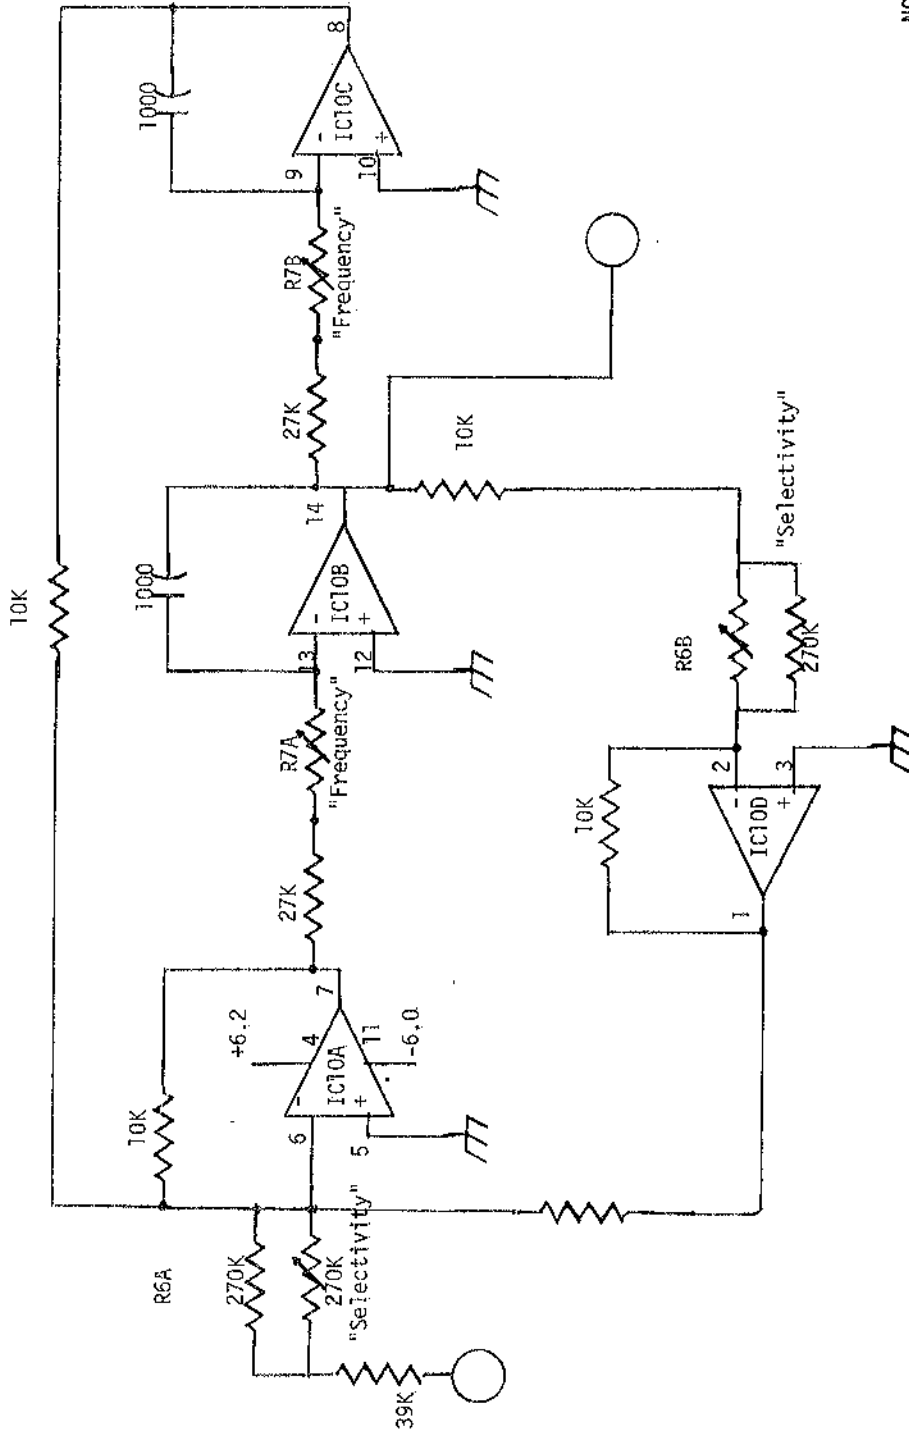 10K
10K
1000
1000
R6A
+6.2
270K
6
-
4
7
27K
R7A
13
-
14
27K
R7B
9
-
8
270K
IC10A
"Frequency"
IC10B
"Frequency"
IC10C
"Selectivity"
5
+
11
12
+
10
+
39K
-6.0
10K
10K
R6B
1
2
-
"Selectivity"
IC10D
3
+
270K